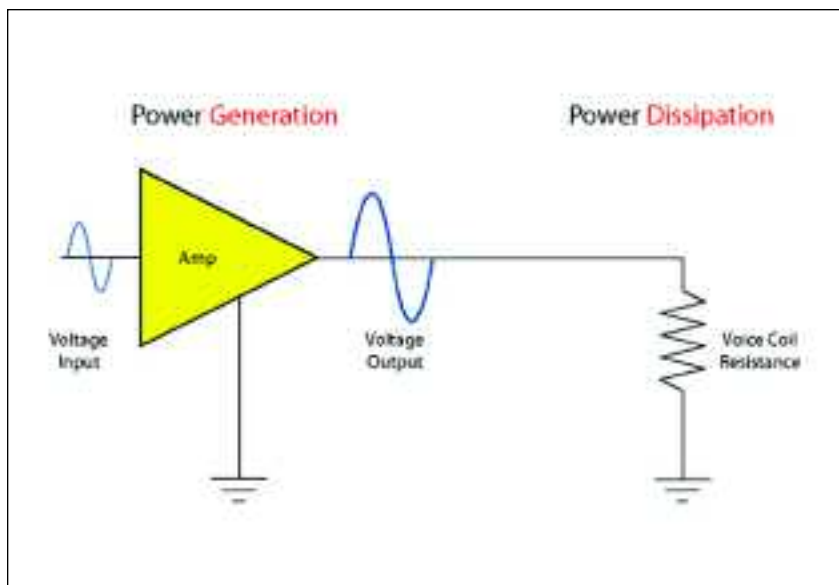 Power Generation
Power Dissipation
Amp
Voltage
Input
Voltage
Output
Voice Coil
Resistance